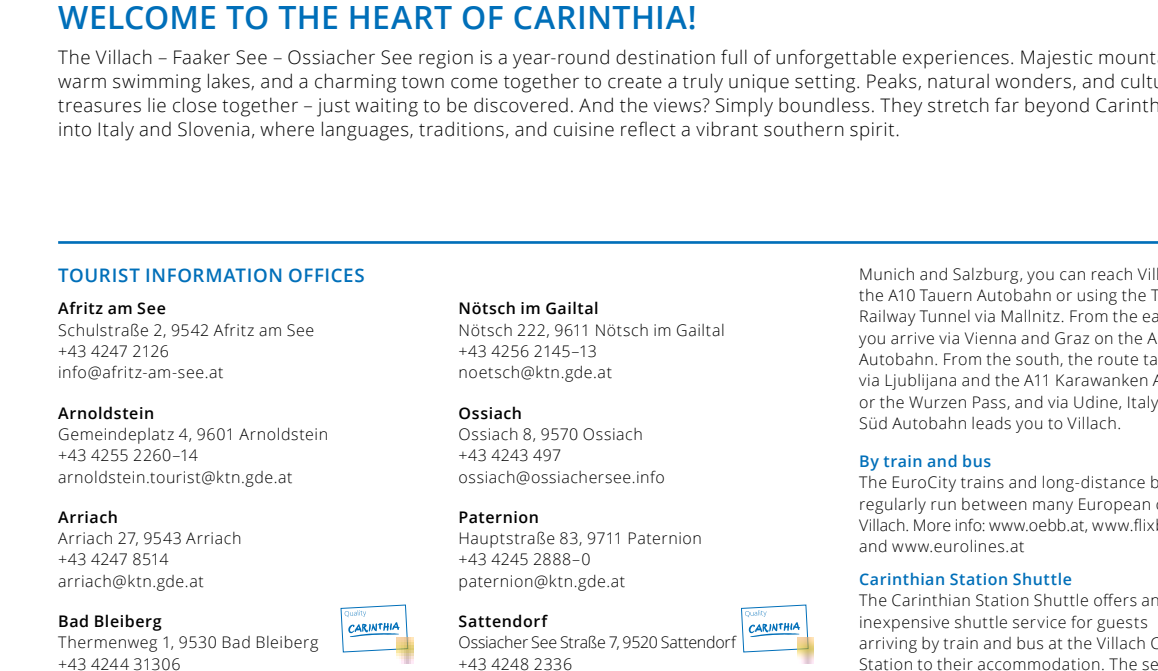 WELCOME TO THE HEART OF CARINTHIA!
The Villach – Faaker See – Ossiacher See region is a year-round destination full of unforgettable experiences. Majestic
warm swimming lakes, and a charming town come together to create a truly unique setting. Peaks, natural wonders, and
treasures lie close together – just waiting to be discovered. And the views? Simply boundless. They stretch far beyond
into Italy and Slovenia, where languages, traditions, and cuisine reflect a vibrant southern spirit.
TOURIST INFORMATION OFFICES
Afritz am See
Schulstraße 2, 9542 Afritz am See
+43 4247 2126
info@afritz-am-see.at
Arnoldstein
Gemeindeplatz 4, 9601 Arnoldstein
+43 4255 2260–14
arnoldstein.tourist@ktn.gde.at
Arriach
Arriach 27, 9543 Arriach
+43 4247 8514
arriach@ktn.gde.at
Bad Bleiberg
Thermenweg 1, 9530 Bad Bleiberg
+43 4244 31306
Quality
CARINTHIA
Nötsch im Gailtal
Nötsch 222, 9611 Nötsch im Gailtal
+43 4256 2145–13
noetsch@ktn.gde.at
Ossiach
Ossiach 8, 9570 Ossiach
+43 4243 497
ossiach@ossiachersee.info
Paternion
Hauptstraße 83, 9711 Paternion
+43 4245 2888–0
paternion@ktn.gde.at
Sattendorf
Ossiacher See Straße 7, 9520 Sattendorf
+43 4248 2336
Quality
CARINTHIA
Munich and Salzburg, you can reach
the A10 Tauern Autobahn or using the
Railway Tunnel via Mallnitz. From the
you arrive via Vienna and Graz on the
Autobahn. From the south, the route
via Ljublijana and the A11 Karawanken
or the Wurzen Pass, and via Udine, Italy
Süd Autobahn leads you to Villach.
By train and bus
The EuroCity trains and long-distance
regularly run between many European
Villach. More info: www.oebb.at,
and www.eurolines.at
Carinthian Station Shuttle
The Carinthian Station Shuttle offers an
inexpensive shuttle service for guests
arriving by train and bus at the Villach
Station to their accommodation. The